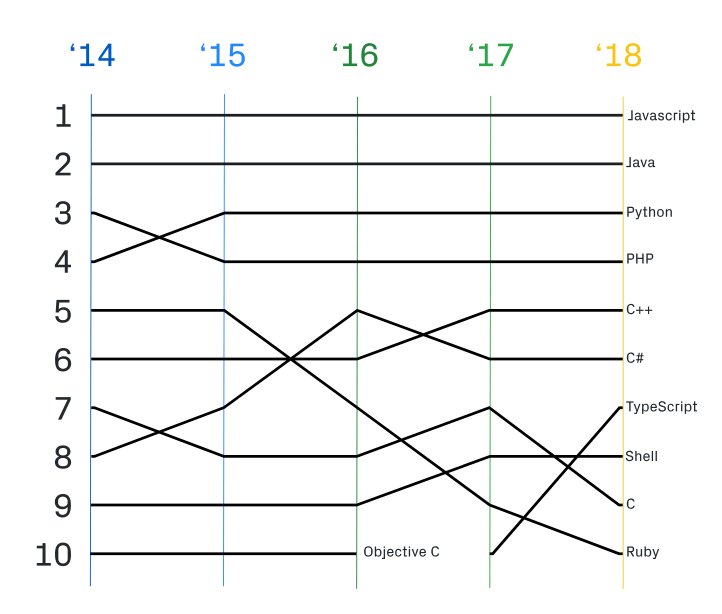 ‘14 ‘15 ‘16 ‘17 ‘18
1 Javascript
2 Java
3 Python
4 PHP
5 C++
6 C#
7 TypeScript
8 Shell
9 C
10 Objective C Ruby